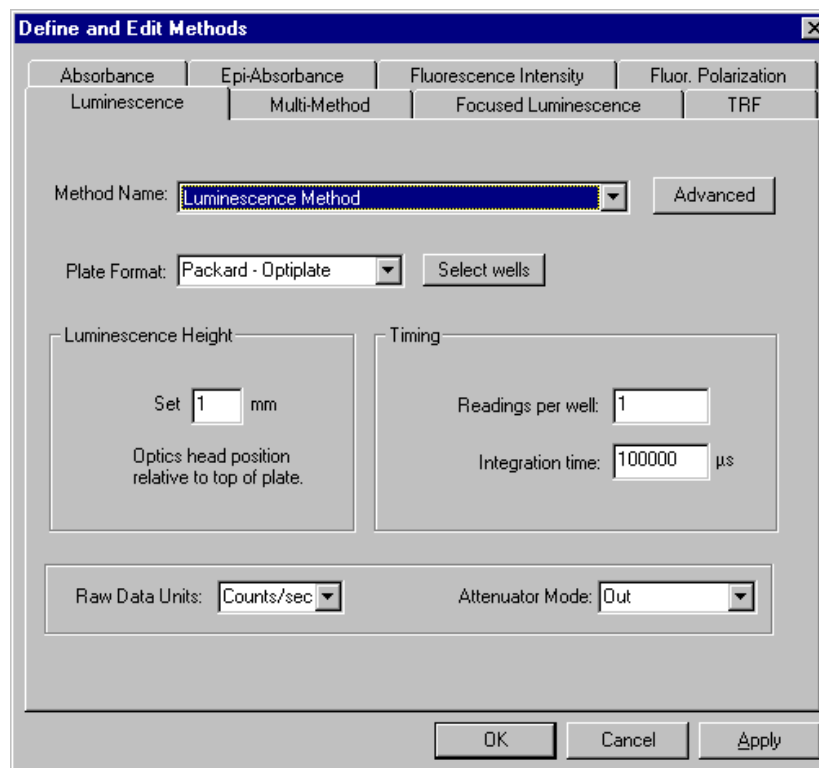 Define and Edit Methods
Absorbance Epi-Absorbance Fluorescence Intensity Fluor. Polarization
Luminescence Multi-Method Focused Luminescence TRF
Method Name: Luminescence Method Advanced
Plate Format: Packard - Optiplate Select wells
Luminescence Height Timing
Set 1 mm Readings per well: 1
Optics head position
relative to top of plate.
Integration time: 100000 µs
Raw Data Units: Counts/sec Attenuator Mode: Out
OK Cancel Apply